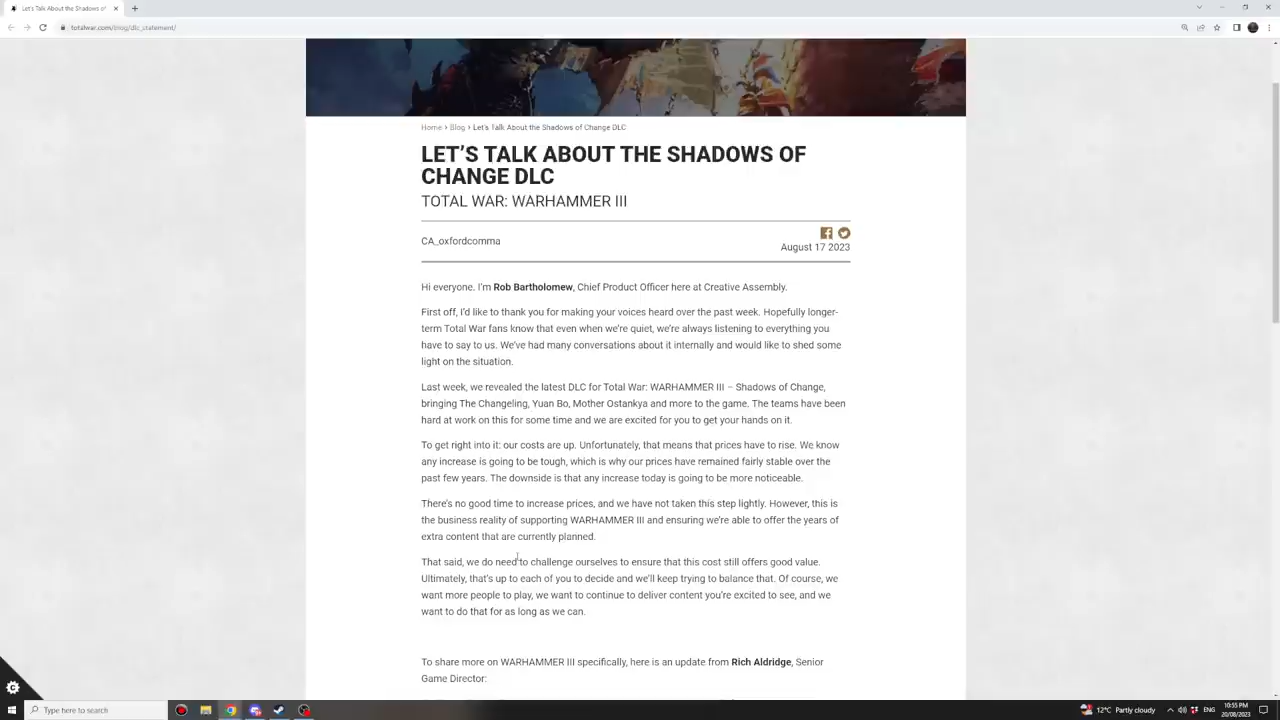 Let's Talk About the Shadows of
totalwar.com/blog/dlc_statement/
Home › Blog › Let's Talk About the Shadows of Change DLC
LET'S TALK ABOUT THE SHADOWS OF
CHANGE DLC
TOTAL WAR: WARHAMMER III
CA_oxfordcomma
August 17 2023
Hi everyone. I'm Rob Bartholomew, Chief Product Officer here at Creative Assembly.
First off, I'd like to thank you for making your voices heard over the past week. Hopefully longer-
term Total War fans know that even when we're quiet, we're always listening to everything you
have to say to us. We've had many conversations about it internally and would like to shed some
light on the situation.
Last week, we revealed the latest DLC for Total War: WARHAMMER III – Shadows of Change,
bringing The Changeling, Yuan Bo, Mother Ostankya and more to the game. The teams have been
hard at work on this for some time and we are excited for you to get your hands on it.
To get right into it: our costs are up. Unfortunately, that means that prices have to rise. We know
any increase is going to be tough, which is why our prices have remained fairly stable over the
past few years. The downside is that any increase today is going to be more noticeable.
There's no good time to increase prices, and we have not taken this step lightly. However, this is
the business reality of supporting WARHAMMER III and ensuring we're able to offer the years of
extra content that are currently planned.
That said, we do need to challenge ourselves to ensure that this cost still offers good value.
Ultimately, that's up to each of you to decide and we'll keep trying to balance that. Of course, we
want more people to play, we want to continue to deliver content you're excited to see, and we
want to do that for as long as we can.
To share more on WARHAMMER III specifically, here is an update from Rich Aldridge, Senior
Game Director:
Type here to search
12°C Partly cloudy
ENG
10:55 PM
20/08/2023